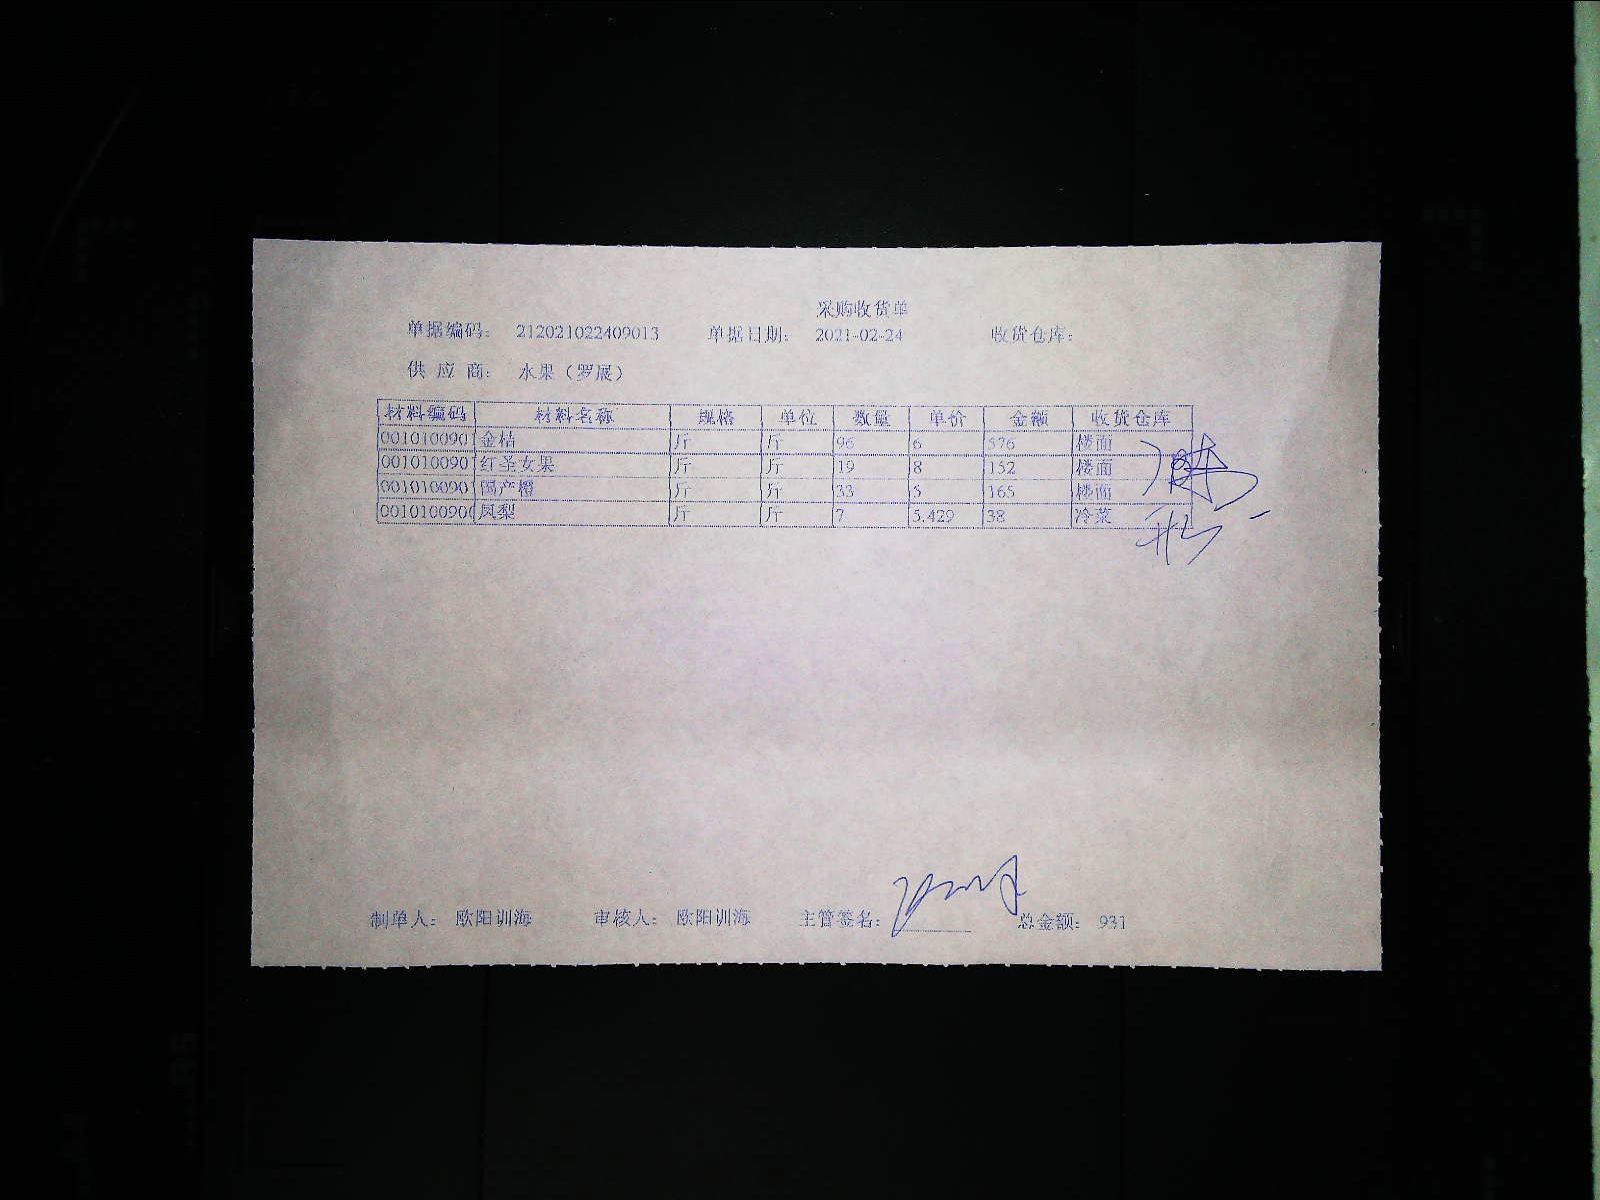 采购收货单
单据编码： 212021022409013 单据日期： 2021-02-24 收货仓库：
供 应 商： 水果（罗展）
材料编码 材料名称 规格 单位 数量 单价 金额 收货仓库
001010090 金桔 斤 斤 96 6 576 楼面
001010090 红圣女果 斤 斤 19 8 152 楼面
001010090 国产橙 斤 斤 33 5 165 楼面
001010090 凤梨 斤 斤 7 5.429 38 冷菜
制单人： 欧阳训海 审核人： 欧阳训海 主管签名： 总金额： 931